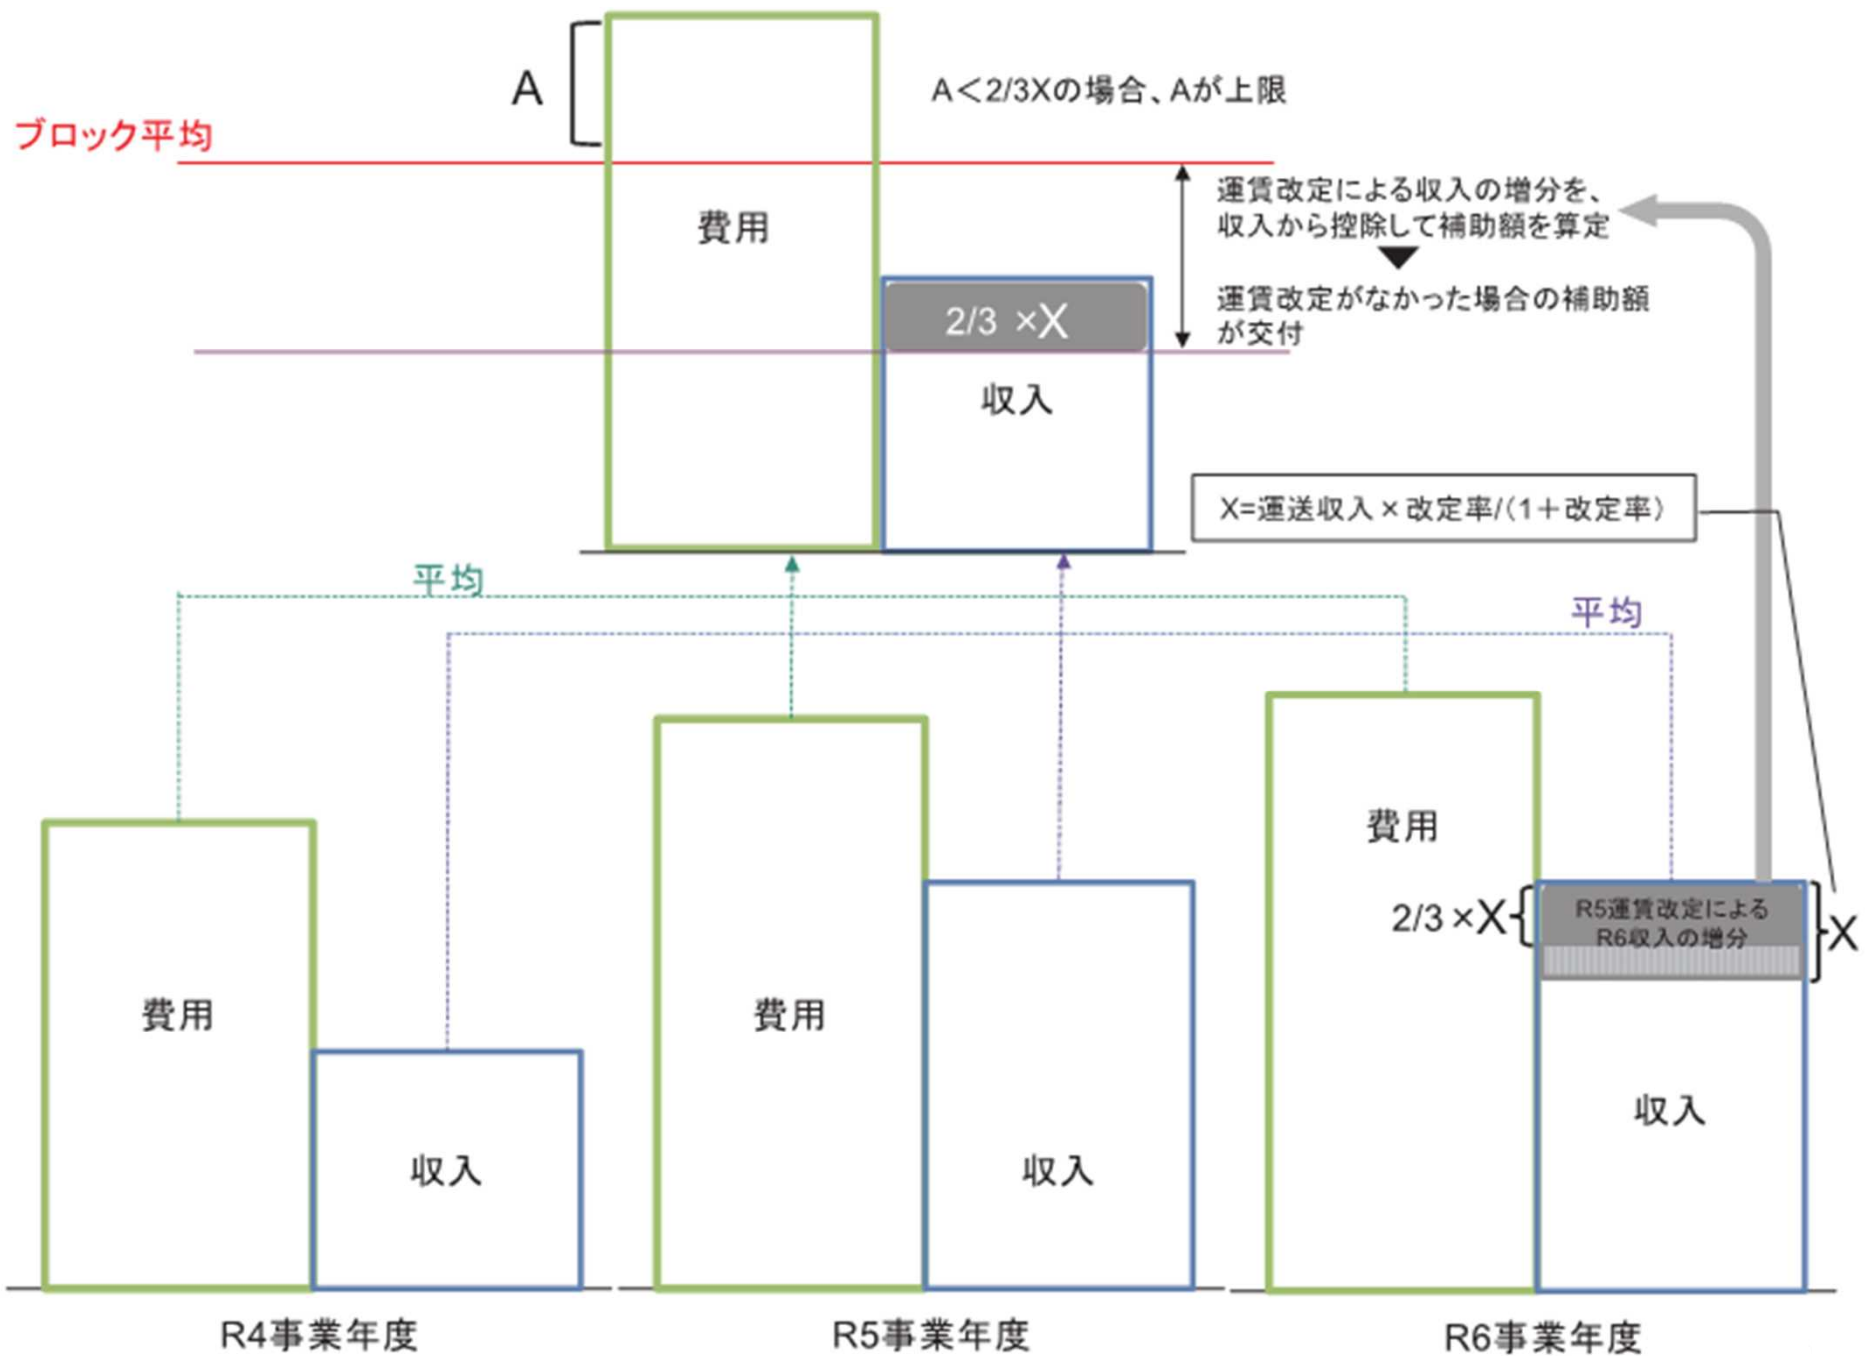 A
A＜2/3Xの場合、Aが上限
ブロック平均
費用
運賃改定による収入の増分を、
収入から控除して補助額を算定
運賃改定がなかった場合の補助額
が交付
2/3 ×X
収入
X=運送収入×改定率/(1＋改定率)
平均
平均
費用
収入
費用
収入
費用
2/3×X
R5運賃改定による
R6収入の増分
X
収入
R4事業年度
R5事業年度
R6事業年度